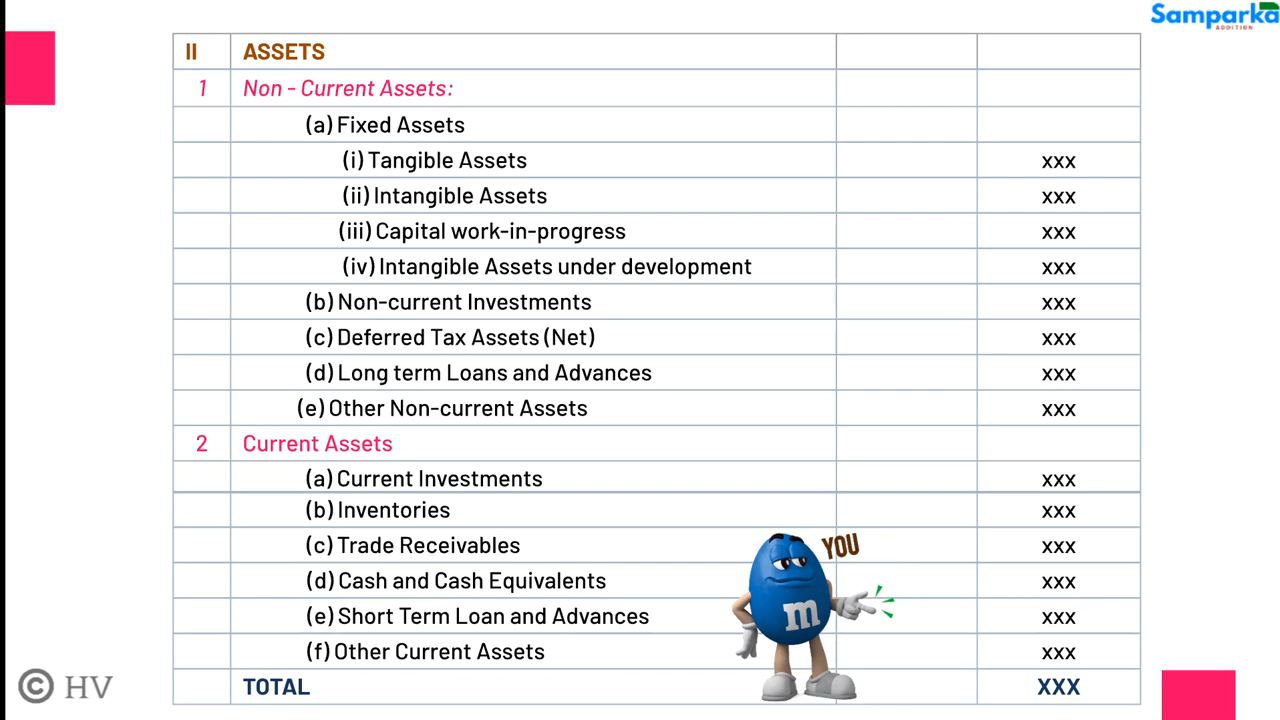 Samparka
ADDITION
II ASSETS
1 Non - Current Assets:
(a) Fixed Assets
(i) Tangible Assets xxx
(ii) Intangible Assets xxx
(iii) Capital work-in-progress xxx
(iv) Intangible Assets under development xxx
(b) Non-current Investments xxx
(c) Deferred Tax Assets (Net) xxx
(d) Long term Loans and Advances xxx
(e) Other Non-current Assets xxx
2 Current Assets
(a) Current Investments xxx
(b) Inventories xxx
(c) Trade Receivables xxx
YOU
(d) Cash and Cash Equivalents xxx
(e) Short Term Loan and Advances xxx
m
(f) Other Current Assets xxx
TOTAL XXX
© HV